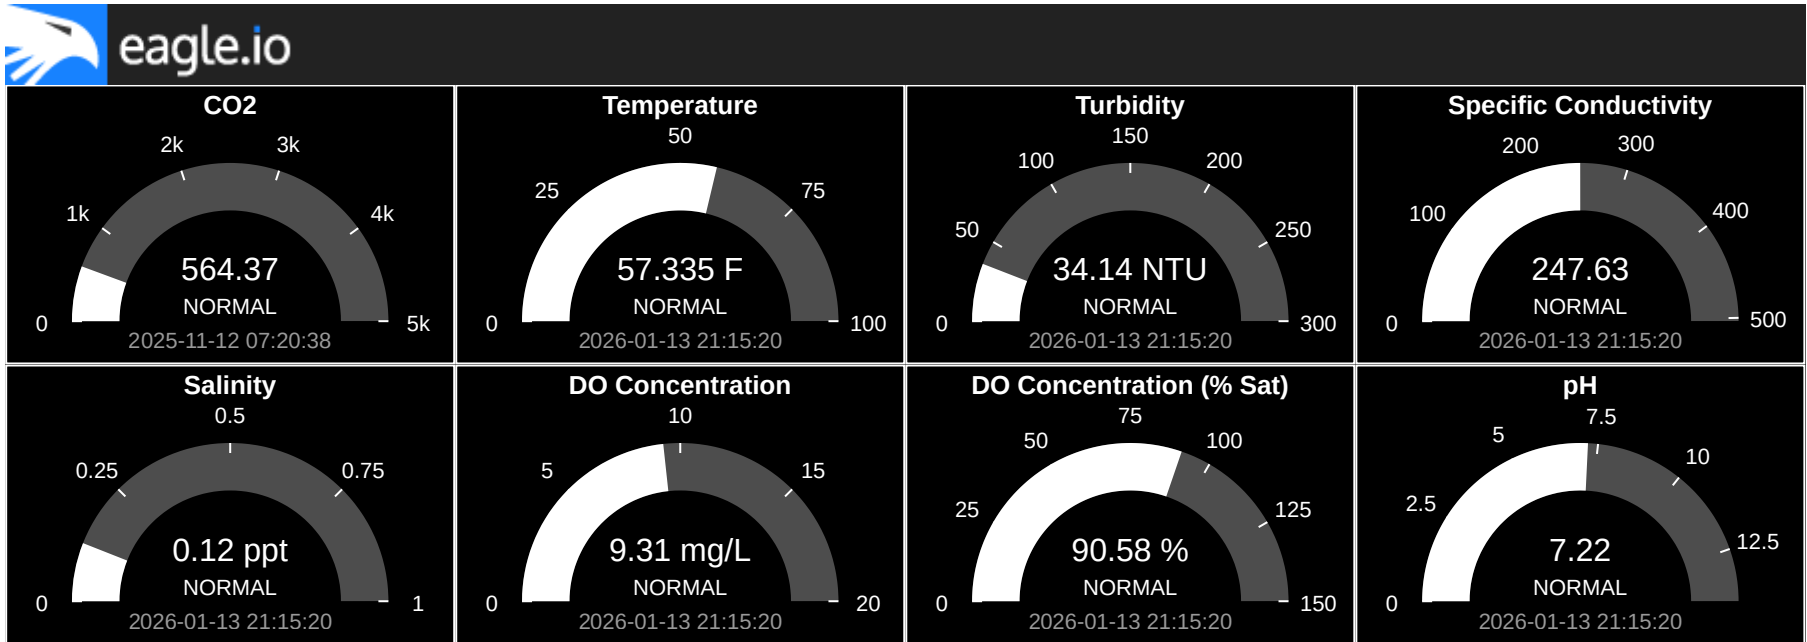 eagle.io
CO2
2k
3k
1k
4k
564.37
NORMAL
0
5k
2025-11-12 07:20:38
Temperature
50
25
75
57.335 F
NORMAL
0
100
2026-01-13 21:15:20
Turbidity
150
100
200
50
250
34.14 NTU
NORMAL
0
300
2026-01-13 21:15:20
Specific Conductivity
200
300
100
400
247.63
NORMAL
0
500
2026-01-13 21:15:20
Salinity
0.5
0.25
0.75
0.12 ppt
NORMAL
0
1
2026-01-13 21:15:20
DO Concentration
10
5
15
9.31 mg/L
NORMAL
0
20
2026-01-13 21:15:20
DO Concentration (% Sat)
75
50
100
25
125
90.58 %
NORMAL
0
150
2026-01-13 21:15:20
pH
7.5
5
10
2.5
12.5
7.22
NORMAL
0
2026-01-13 21:15:20